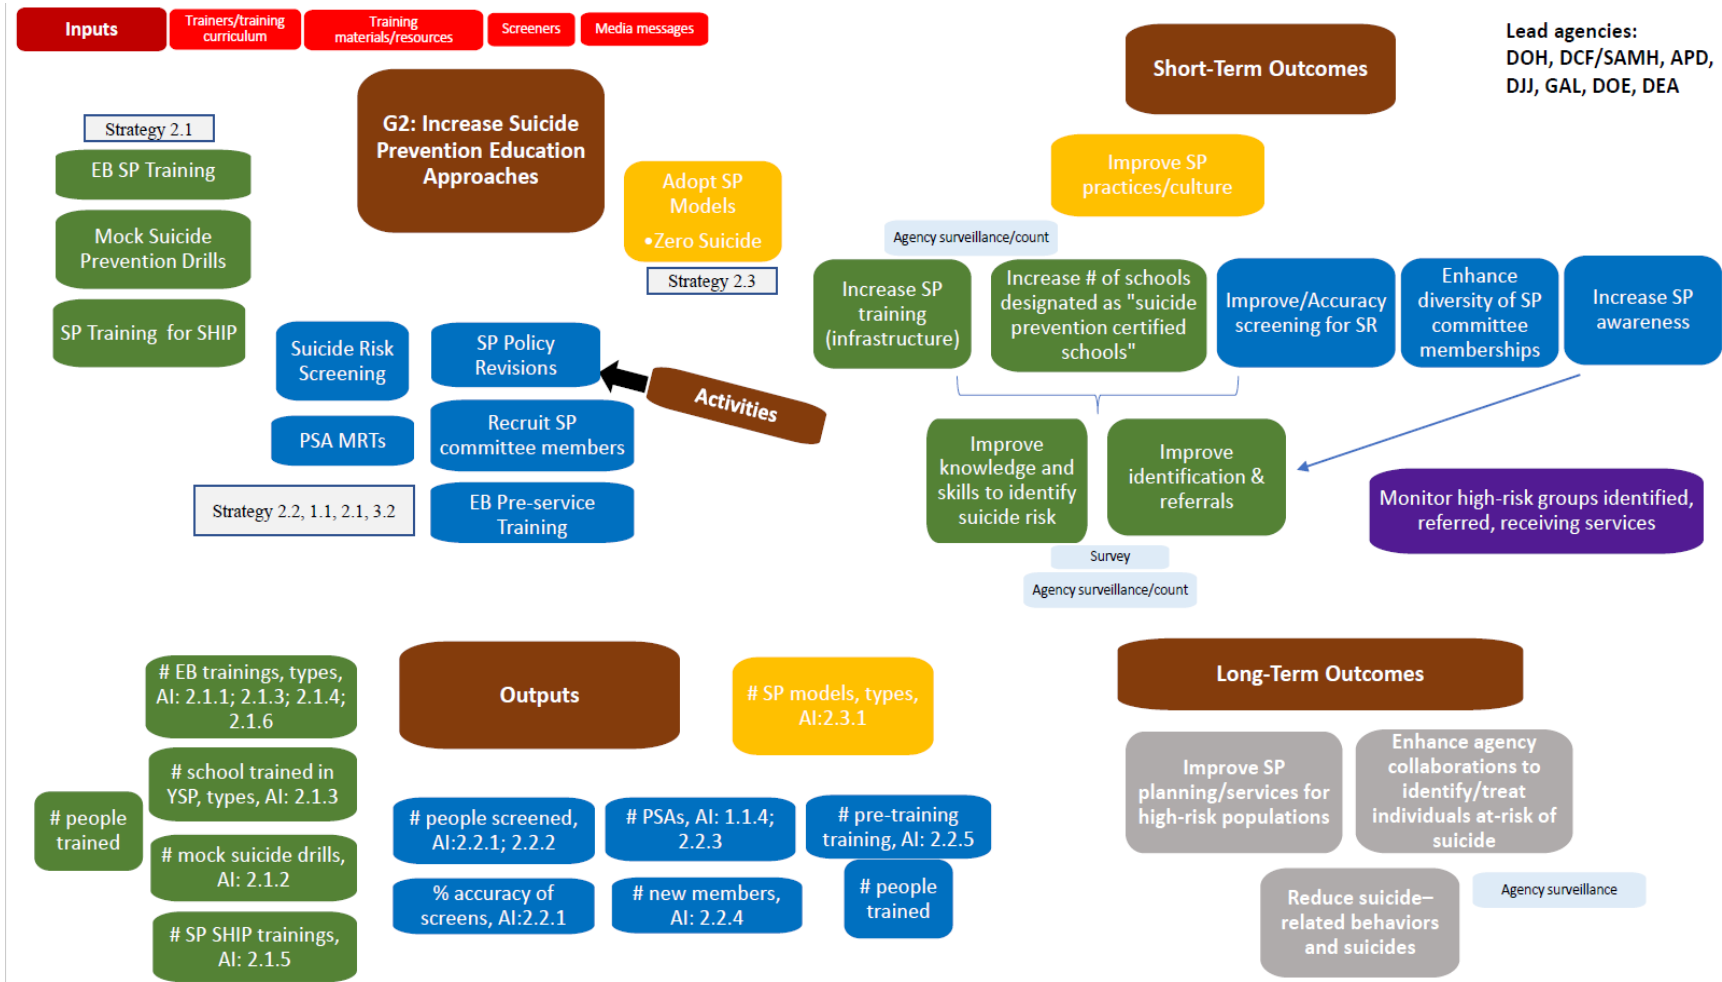 Inputs
Trainers/training
curriculum
Training
materials/resources
Screeners
Media messages
Lead agencies:
DOH, DCF/SAMH, APD,
DJJ, GAL, DOE, DEA
G2: Increase Suicide
Prevention Education
Approaches
Strategy 2.1
EB SP Training
Mock Suicide
Prevention Drills
SP Training for SHIP
Adopt SP
Models
•Zero Suicide
Strategy 2.3
Suicide Risk
Screening
SP Policy
Revisions
Activities
PSA MRTs
Recruit SP
committee members
Strategy 2.2, 1.1, 2.1, 3.2
EB Pre-service
Training
Short-Term Outcomes
Improve SP
practices/culture
Agency surveillance/count
Increase SP
training
(infrastructure)
Increase # of schools
designated as "suicide
prevention certified
schools"
Improve/Accuracy
screening for SR
Enhance
diversity of SP
committee
memberships
Increase SP
awareness
Improve
knowledge and
skills to identify
suicide risk
Improve
identification &
referrals
Monitor high-risk groups identified,
referred, receiving services
Survey
Agency surveillance/count
Outputs
# EB trainings, types,
AI: 2.1.1; 2.1.3; 2.1.4;
2.1.6
# school trained in
YSP, types, AI: 2.1.3
# people
trained
# mock suicide drills,
AI: 2.1.2
# SP SHIP trainings,
AI: 2.1.5
# SP models, types,
AI:2.3.1
# people screened,
AI:2.2.1; 2.2.2
# PSAs, AI: 1.1.4;
2.2.3
# pre-training
training, AI: 2.2.5
% accuracy of
screens, AI:2.2.1
# new members,
AI: 2.2.4
# people
trained
Long-Term Outcomes
Improve SP
planning/services for
high-risk populations
Enhance agency
collaborations to
identify/treat
individuals at-risk of
suicide
Reduce suicide–
related behaviors
and suicides
Agency surveillance